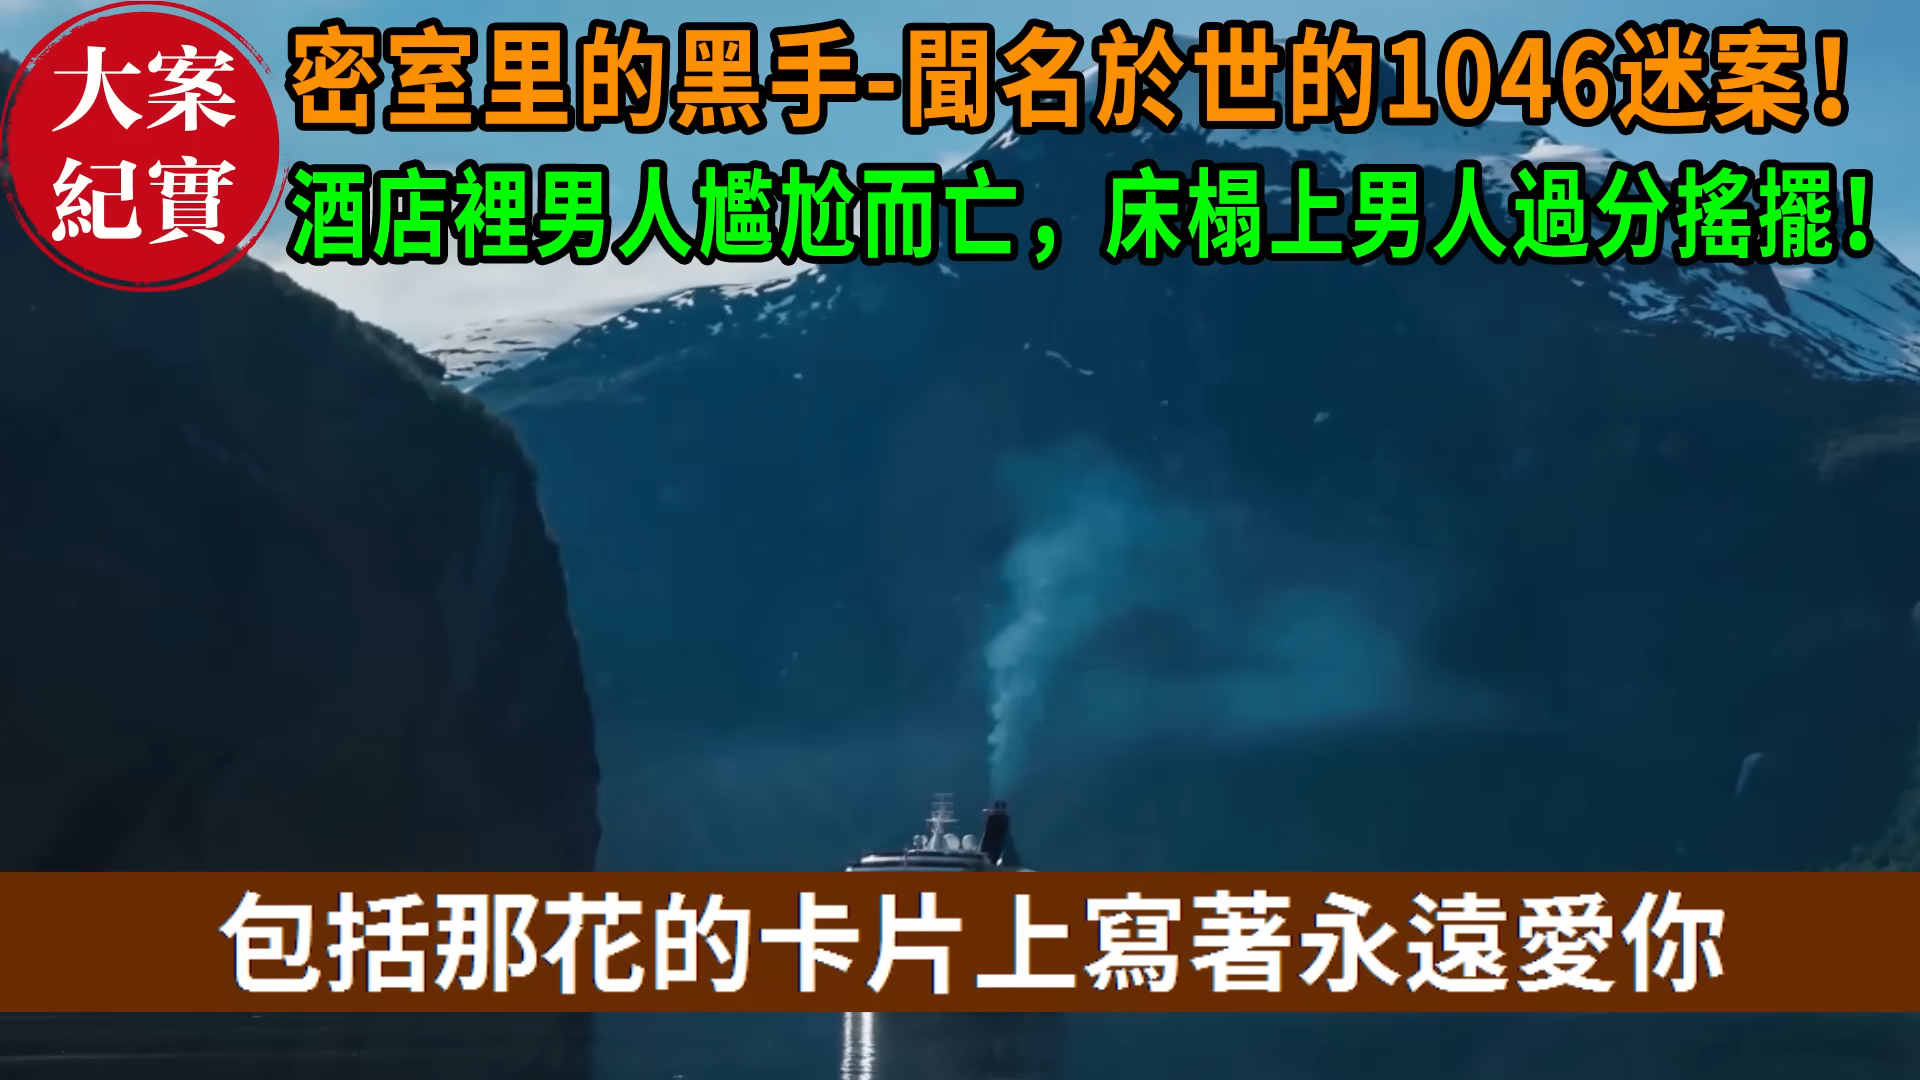 大案
紀實
密室里的黑手-聞名於世的1046迷案!
酒店裡男人尷尬而亡，床榻上男人過分搖擺!
包括那花的卡片上寫著永遠愛你